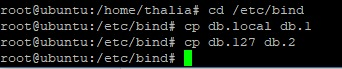 root@ubuntu:/home/thalia# cd /etc/bind
root@ubuntu:/etc/bind# cp db.local db.1
root@ubuntu:/etc/bind# cp db.127 db.2
root@ubuntu:/etc/bind#